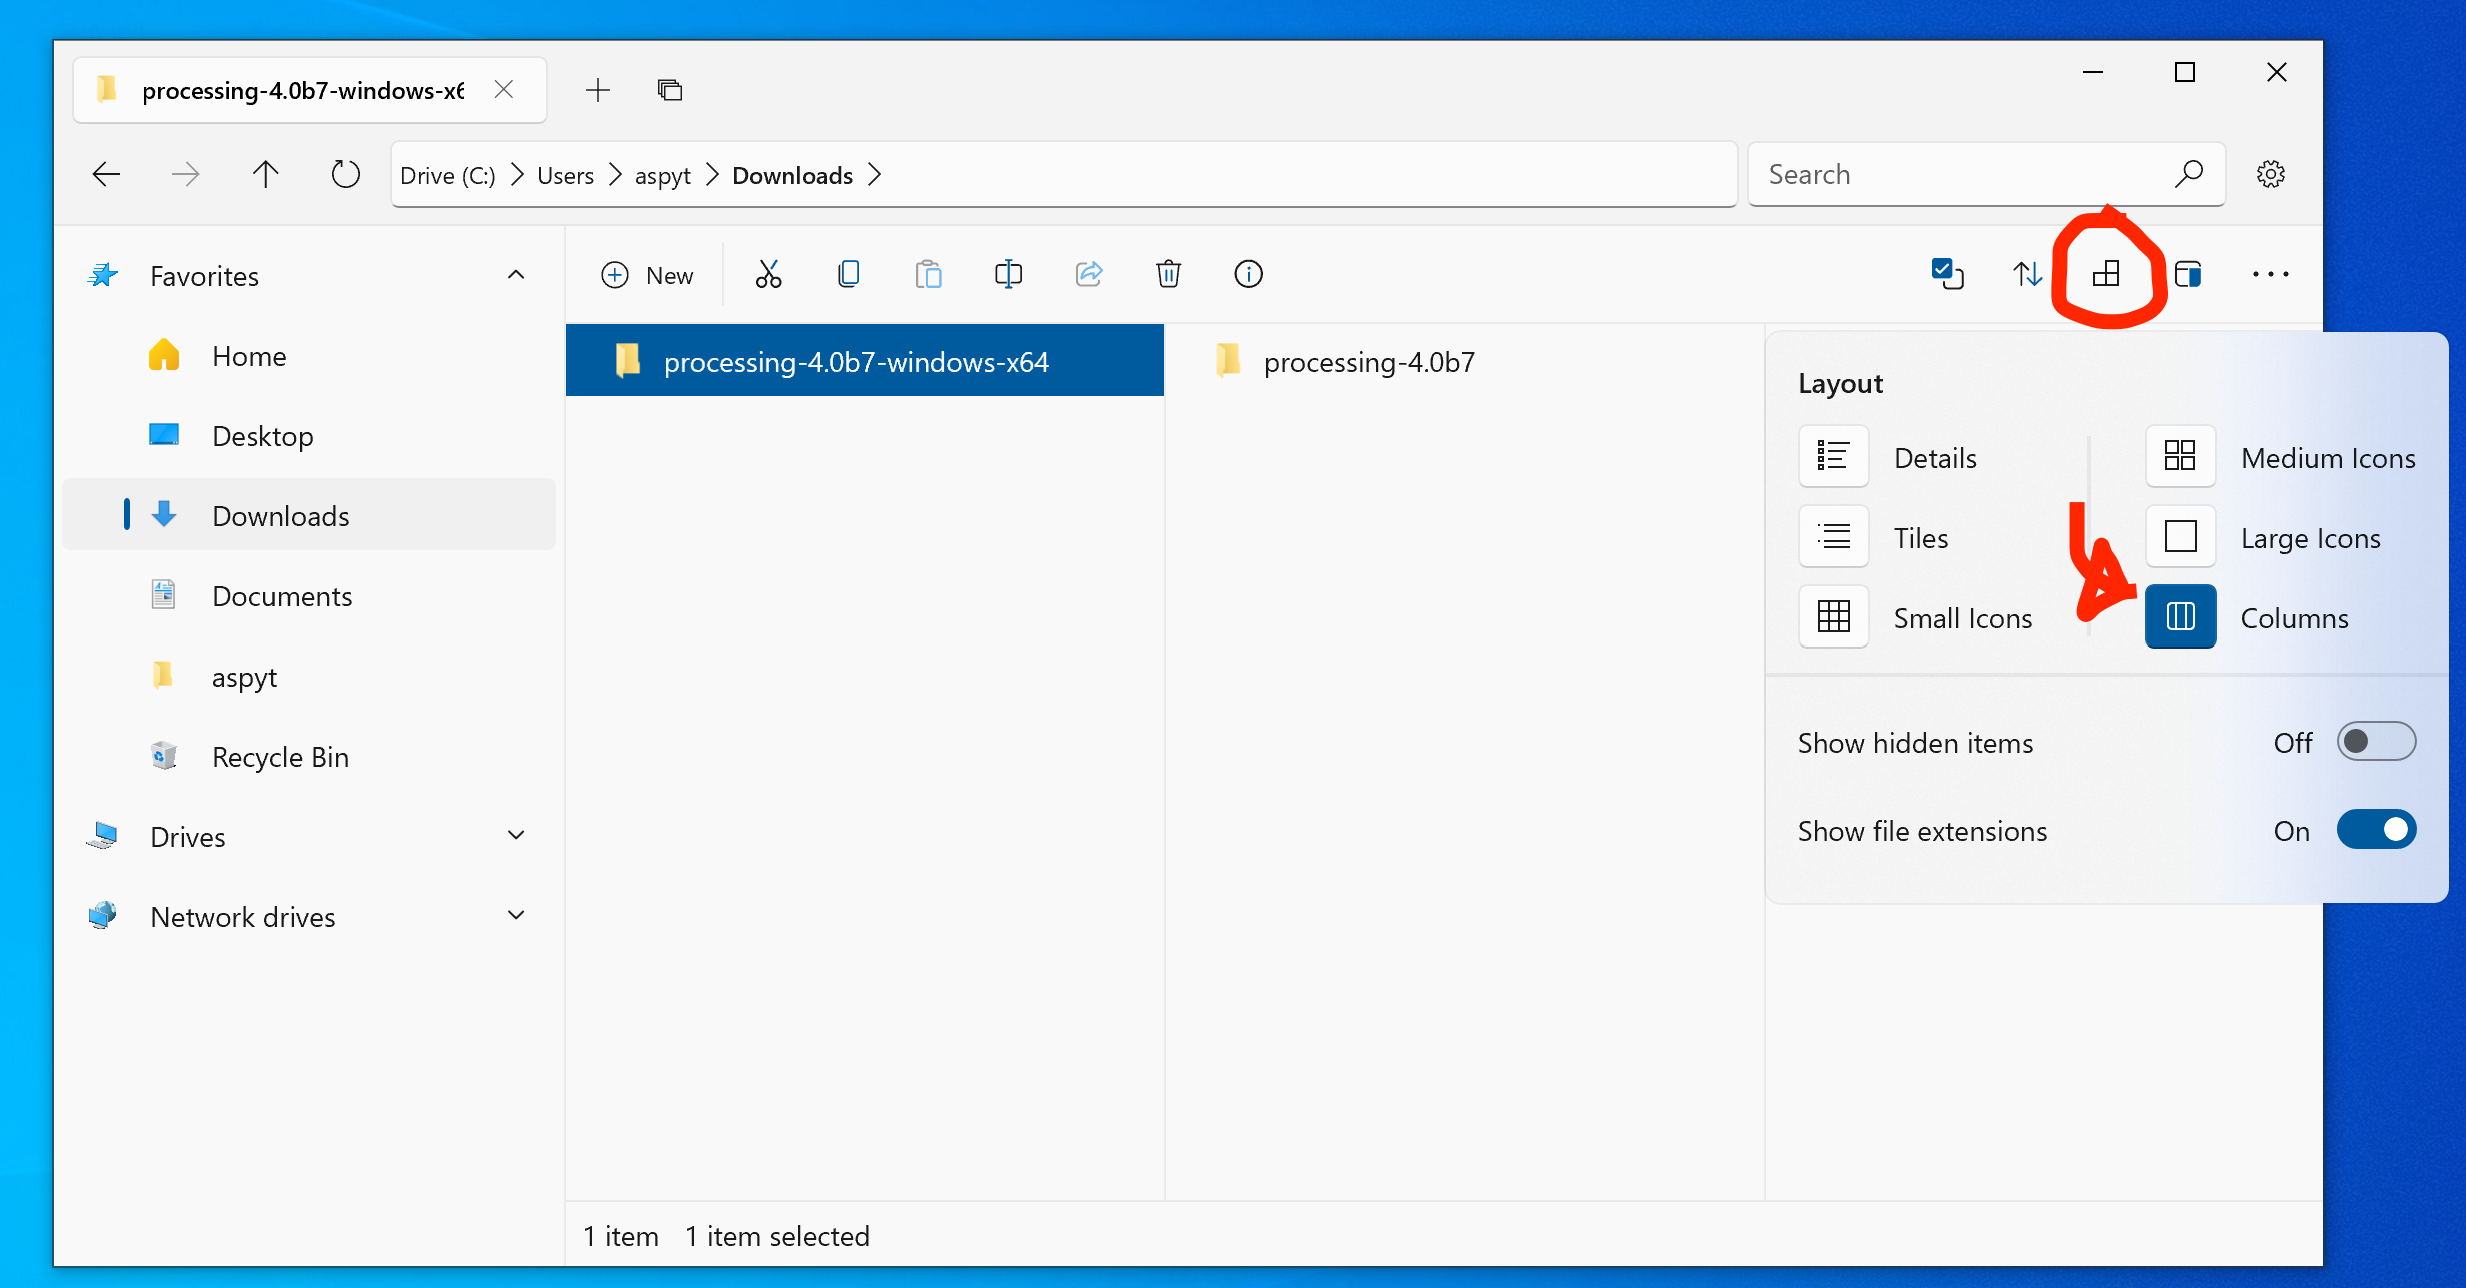 processing-4.0b7-windows-x6
Drive (C:) Users aspyt Downloads
Search
Favorites
Home
Desktop
Downloads
Documents
aspyt
Recycle Bin
Drives
Network drives
New
processing-4.0b7-windows-x64
processing-4.0b7
Layout
Details
Medium Icons
Tiles
Large Icons
Small Icons
Columns
Show hidden items Off
Show file extensions On
1 item 1 item selected